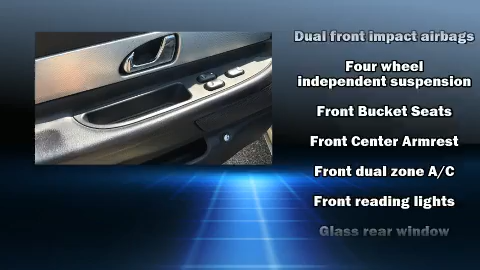 Dual front impact airbags
Four wheel
independent suspension
Front Bucket Seats
Front Center Armrest
Front dual zone A/C
Front reading lights
Glass rear window